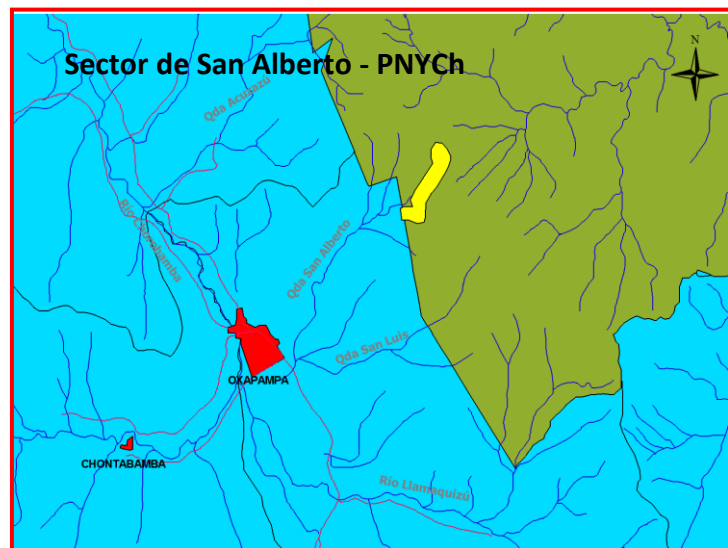 Sector de San Alberto - PNYCh
N
Qda Acuzazú
Río Chorobamba
Qda San Alberto
Qda San Luis
OXAPAMPA
CHONTABAMBA
Río Llamaquizú